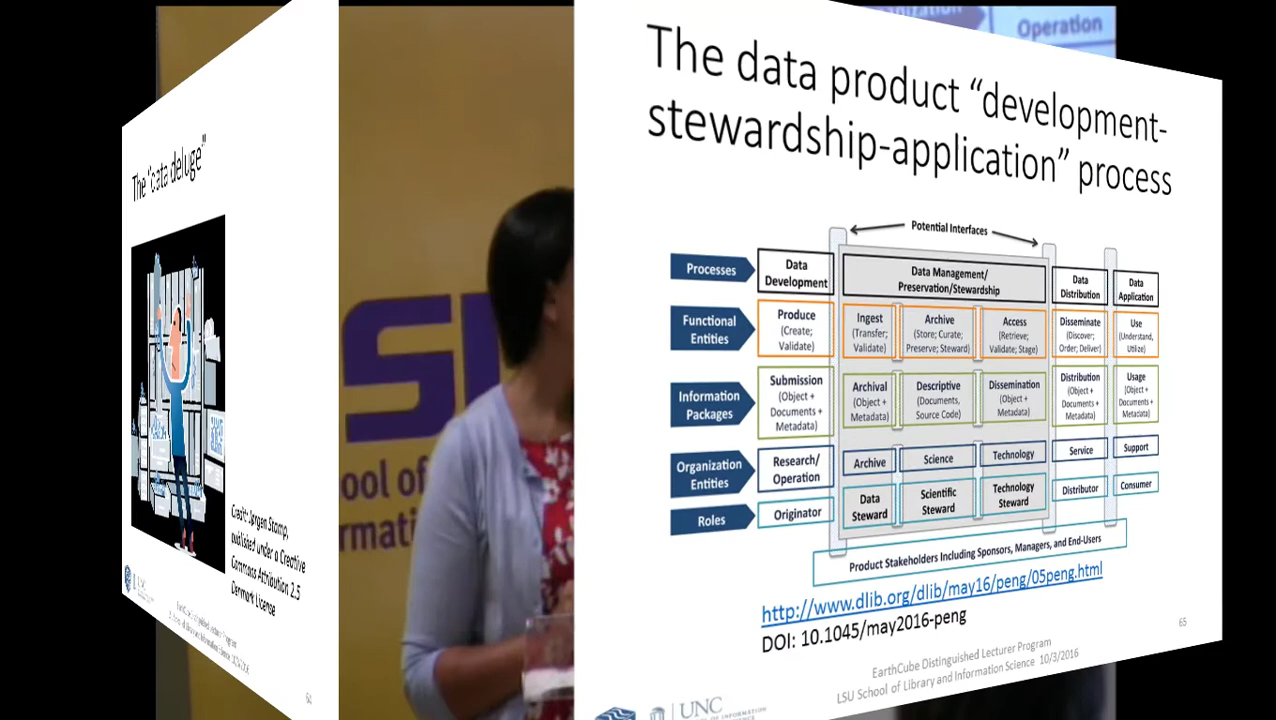 The "data deluge"
Credit: Jørgen Stamp,
published under a Creative
Commons Attribution 2.5
Denmark License
64
S
ool of
rmati
Operation
The data product “development-
stewardship-application” process
Potential Interfaces
Processes
Data
Development
Data Management/
Preservation/Stewardship
Data
Distribution
Data
Application
Functional
Entities
Produce
(Create;
Validate)
Ingest
(Transfer;
Validate)
Archive
(Store; Curate;
Preserve; Steward)
Access
(Retrieve;
Validate; Stage)
Disseminate
(Discover;
Order; Deliver)
Use
(Understand,
Utilize)
Information
Packages
Submission
(Object +
Documents +
Metadata)
Archival
(Object +
Metadata)
Descriptive
(Documents,
Source Code)
Dissemination
(Object +
Metadata)
Distribution
(Object +
Documents +
Metadata)
Usage
(Object +
Documents +
Metadata)
Organization
Entities
Research/
Operation
Archive
Science
Technology
Service
Support
Roles
Originator
Data
Steward
Scientific
Steward
Technology
Steward
Distributor
Consumer
Product Stakeholders Including Sponsors, Managers, and End-Users
http://www.dlib.org/dlib/may16/peng/05peng.html
DOI: 10.1045/may2016-peng
65
EarthCube Distinguished Lecturer Program
LSU School of Library and Information Science 10/3/2016
UNC